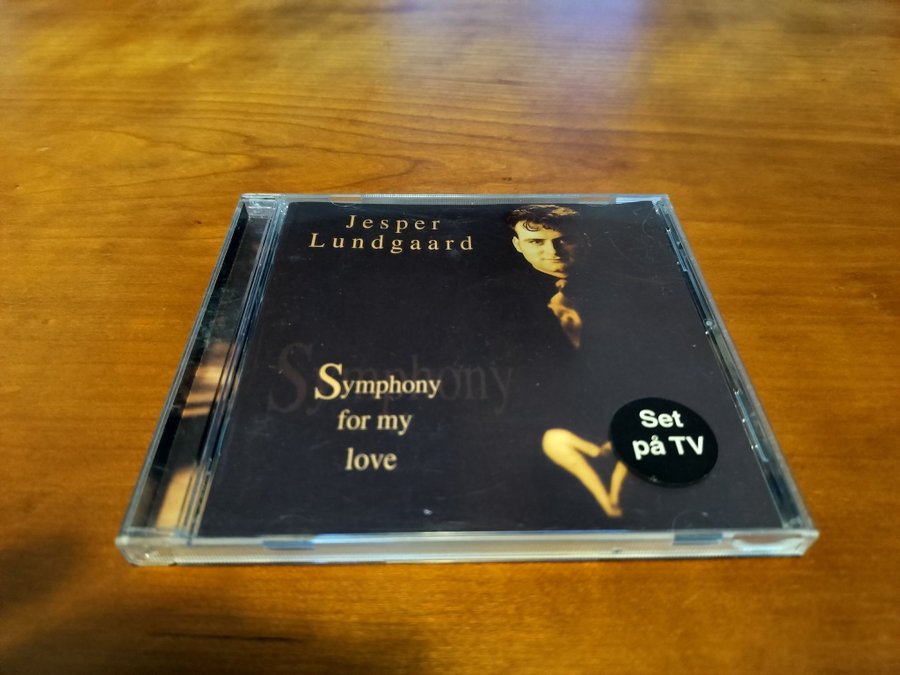 Jesper
Lundgaard
Symphony
Symphony
for my
love
Set
på TV